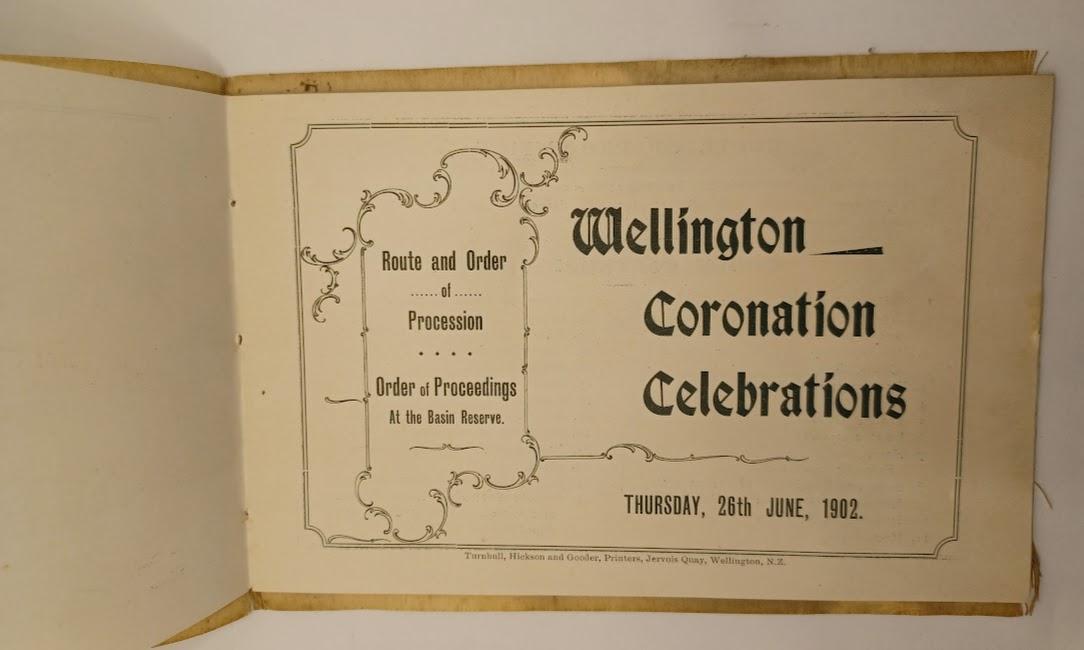 Route and Order
...... of ......
Procession
. . . .
Order of Proceedings
At the Basin Reserve.
Wellington
Coronation
Celebrations
THURSDAY, 26th JUNE, 1902.
Turnbull, Hickson and Gooder, Printers, Jervois Quay, Wellington, N.Z.